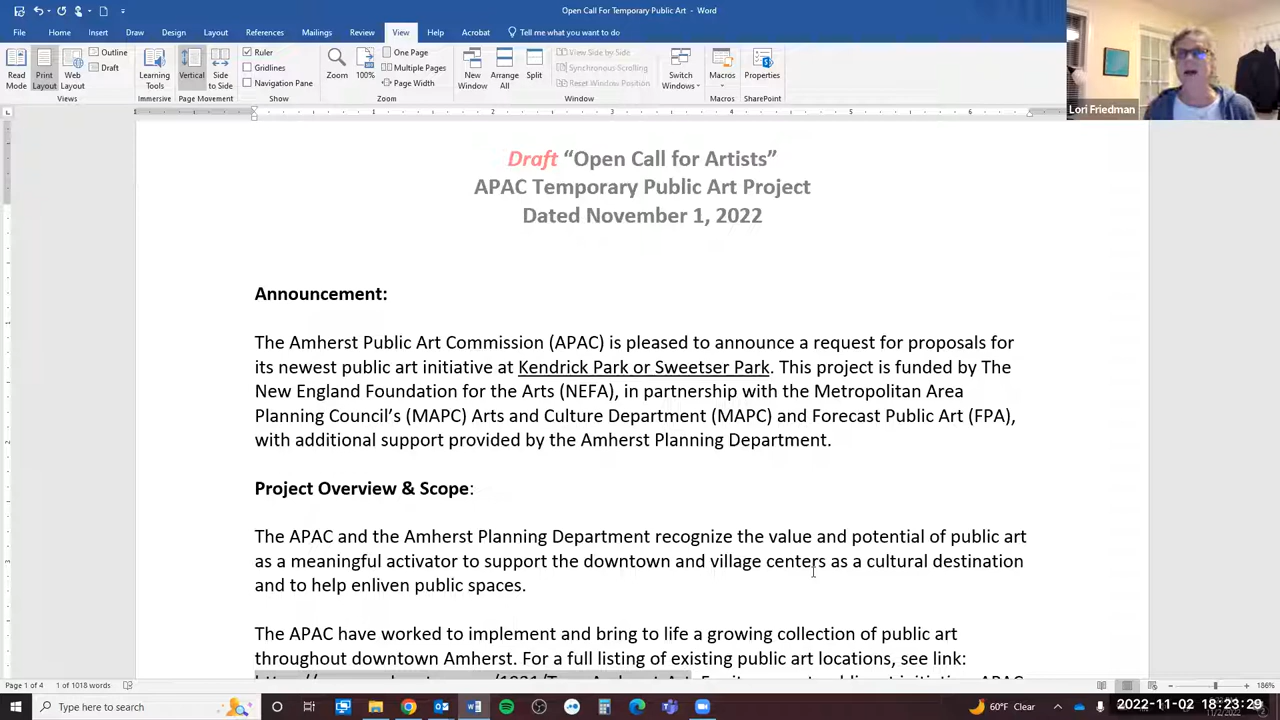 Open Call For Temporary Public Art - Word
File Home Insert Draw Design Layout References Mailings Review View Help Acrobat Tell me what you want to do
Read Mode
Print Layout
Web Layout
Outline
Draft
Views
Learning Tools
Immersive
Vertical
Side to Side
Page Movement
Ruler
Gridlines
Navigation Pane
Show
Zoom
100%
One Page
Multiple Pages
Page Width
Zoom
New Window
Arrange All
Split
View Side by Side
Synchronous Scrolling
Reset Window Position
Window
Switch Windows
Macros
Macros
Properties
SharePoint
Lori Friedman
Draft “Open Call for Artists”
APAC Temporary Public Art Project
Dated November 1, 2022
Announcement:
The Amherst Public Art Commission (APAC) is pleased to announce a request for proposals for
its newest public art initiative at Kendrick Park or Sweetser Park. This project is funded by The
New England Foundation for the Arts (NEFA), in partnership with the Metropolitan Area
Planning Council’s (MAPC) Arts and Culture Department (MAPC) and Forecast Public Art (FPA),
with additional support provided by the Amherst Planning Department.
Project Overview & Scope:
The APAC and the Amherst Planning Department recognize the value and potential of public art
as a meaningful activator to support the downtown and village centers as a cultural destination
and to help enliven public spaces.
The APAC have worked to implement and bring to life a growing collection of public art
throughout downtown Amherst. For a full listing of existing public art locations, see link:
Page 1 of 4 1 of 1018 words 186%
Type here to search 60°F Clear
2022-11-02 18:23:29